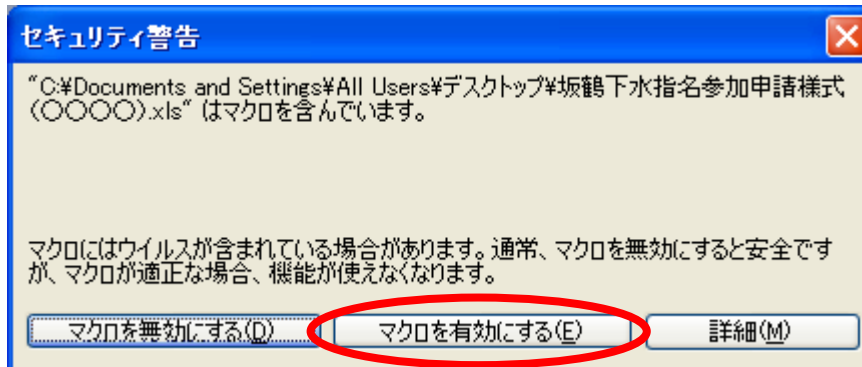 セキュリティ警告
"C:¥Documents and Settings¥All Users¥デスクトップ¥坂鶴下水指名参加申請様式
(〇〇〇〇).xls" はマクロを含んでいます。
マクロにはウイルスが含まれている場合があります。通常、マクロを無効にすると安全です
が、マクロが適正な場合、機能が使えなくなります。
マクロを無効にする(D) マクロを有効にする(E) 詳細(M)